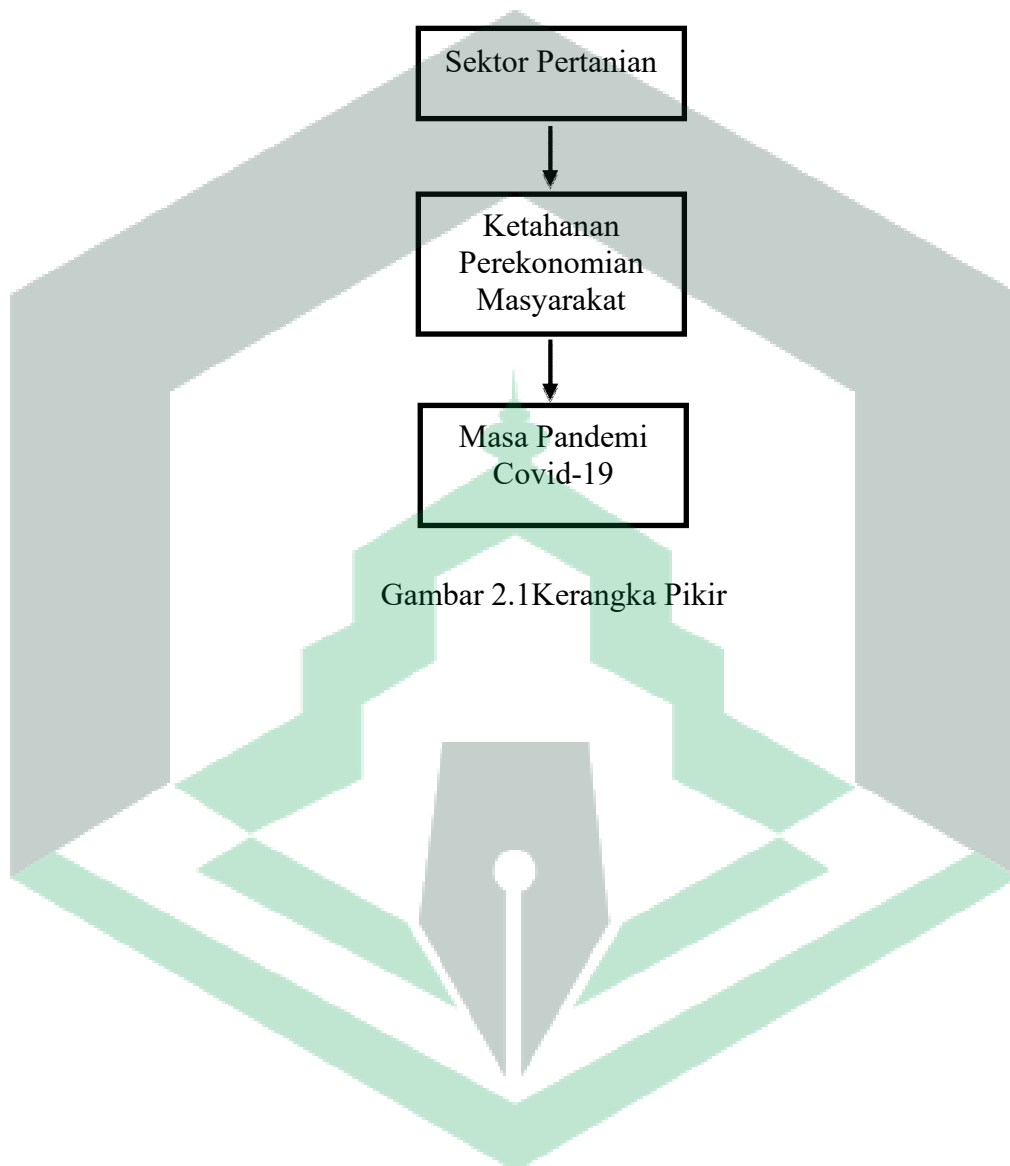 Sektor Pertanian
Ketahanan
Perekonomian
Masyarakat
Masa Pandemi
Covid-19
Gambar 2.1Kerangka Pikir